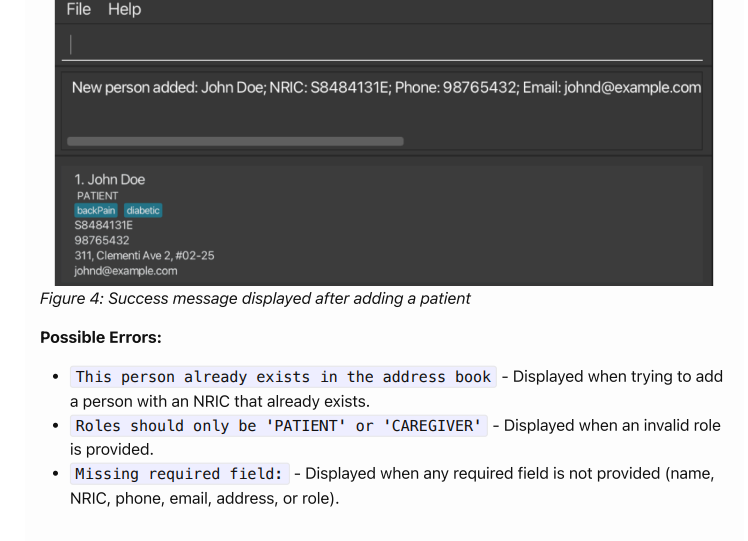 File Help
New person added: John Doe; NRIC: S8484131E; Phone: 98765432; Email: johnd@example.com
1. John Doe
PATIENT
backPain diabetic
S8484131E
98765432
311, Clementi Ave 2, #02-25
johnd@example.com
Figure 4: Success message displayed after adding a patient
Possible Errors:
• This person already exists in the address book - Displayed when trying to add
a person with an NRIC that already exists.
• Roles should only be 'PATIENT' or 'CAREGIVER' - Displayed when an invalid role
is provided.
• Missing required field: - Displayed when any required field is not provided (name,
NRIC, phone, email, address, or role).